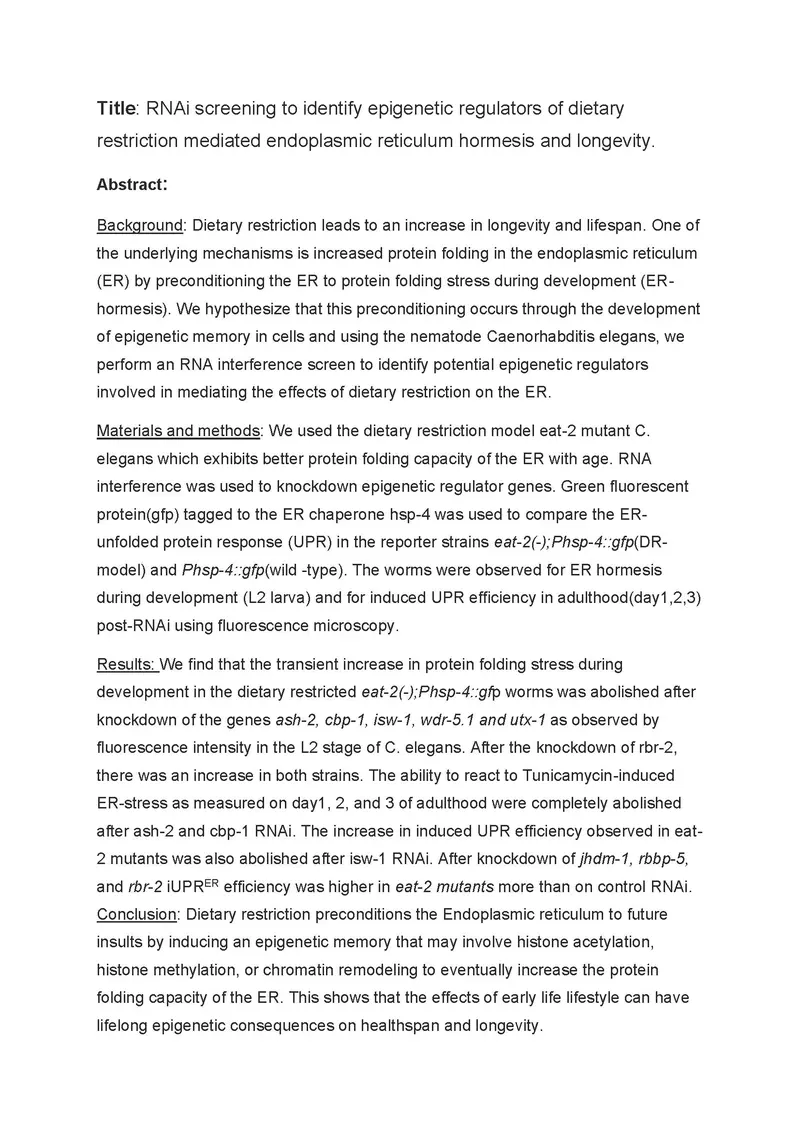 Title: RNAi screening to identify epigenetic regulators of dietary
restriction mediated endoplasmic reticulum hormesis and longevity.
Abstract:
Background: Dietary restriction leads to an increase in longevity and lifespan. One of
the underlying mechanisms is increased protein folding in the endoplasmic reticulum
(ER) by preconditioning the ER to protein folding stress during development (ER-
hormesis). We hypothesize that this preconditioning occurs through the development
of epigenetic memory in cells and using the nematode Caenorhabditis elegans, we
perform an RNA interference screen to identify potential epigenetic regulators
involved in mediating the effects of dietary restriction on the ER.
Materials and methods: We used the dietary restriction model eat-2 mutant C.
elegans which exhibits better protein folding capacity of the ER with age. RNA
interference was used to knockdown epigenetic regulator genes. Green fluorescent
protein(gfp) tagged to the ER chaperone hsp-4 was used to compare the ER-
unfolded protein response (UPR) in the reporter strains eat-2(-);Phsp-4::gfp(DR-
model) and Phsp-4::gfp(wild -type). The worms were observed for ER hormesis
during development (L2 larva) and for induced UPR efficiency in adulthood(day1,2,3)
post-RNAi using fluorescence microscopy.
Results: We find that the transient increase in protein folding stress during
development in the dietary restricted eat-2(-);Phsp-4::gfp worms was abolished after
knockdown of the genes ash-2, cbp-1, isw-1, wdr-5.1 and utx-1 as observed by
fluorescence intensity in the L2 stage of C. elegans. After the knockdown of rbr-2,
there was an increase in both strains. The ability to react to Tunicamycin-induced
ER-stress as measured on day1, 2, and 3 of adulthood were completely abolished
after ash-2 and cbp-1 RNAi. The increase in induced UPR efficiency observed in eat-
2 mutants was also abolished after isw-1 RNAi. After knockdown of jhdm-1, rbbp-5,
and rbr-2 iUPRER efficiency was higher in eat-2 mutants more than on control RNAi.
Conclusion: Dietary restriction preconditions the Endoplasmic reticulum to future
insults by inducing an epigenetic memory that may involve histone acetylation,
histone methylation, or chromatin remodeling to eventually increase the protein
folding capacity of the ER. This shows that the effects of early life lifestyle can have
lifelong epigenetic consequences on healthspan and longevity.